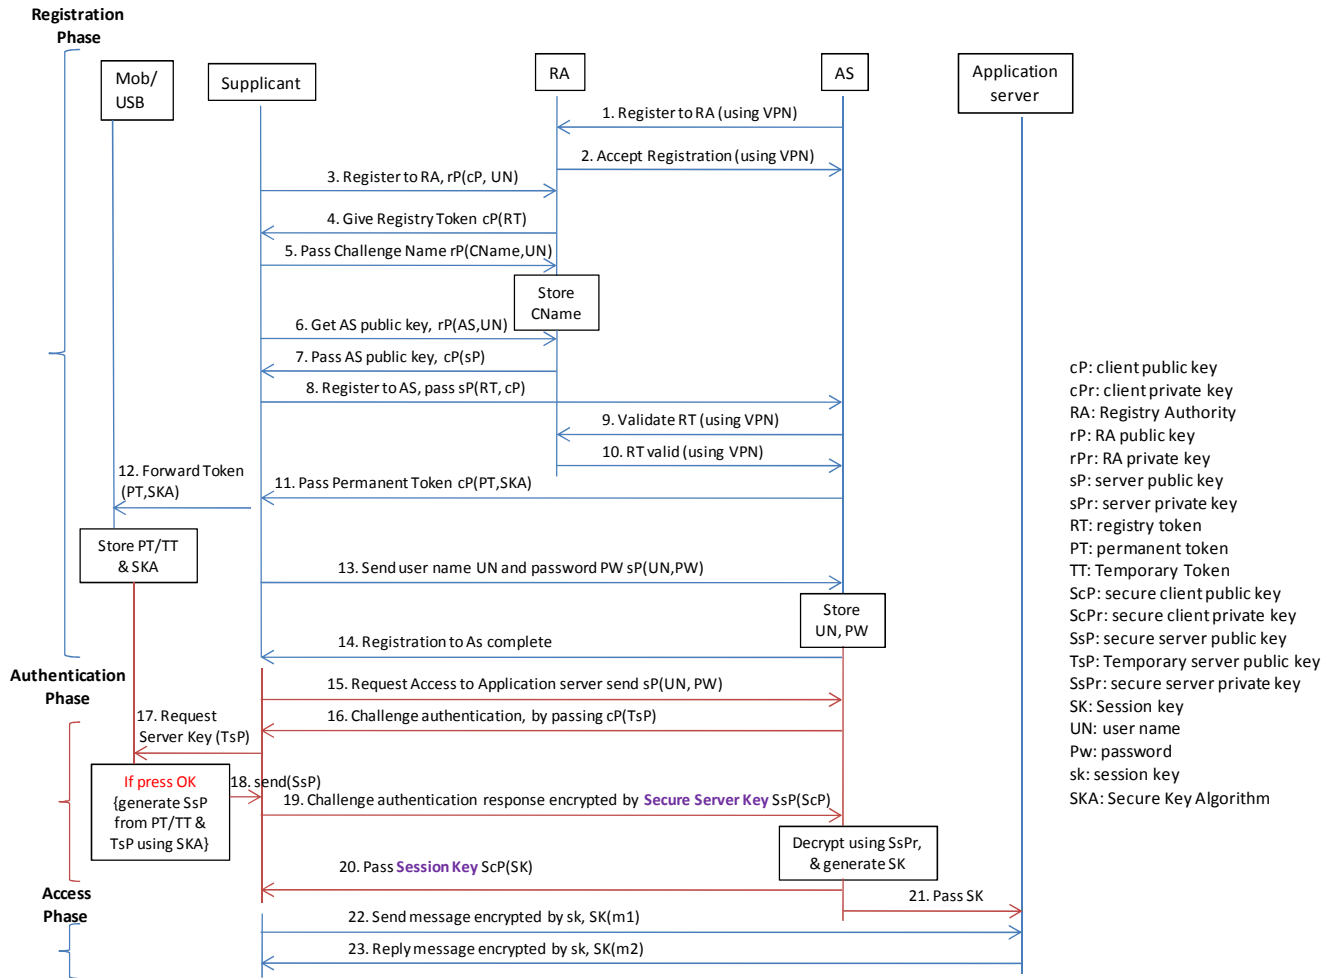 Registration
Phase
Mob/
USB
Supplicant
RA
AS
Application
server
1. Register to RA (using VPN)
2. Accept Registration (using VPN)
3. Register to RA, rP(cP, UN)
4. Give Registry Token cP(RT)
5. Pass Challenge Name rP(CName,UN)
Store
CName
6. Get AS public key, rP(AS,UN)
7. Pass AS public key, cP(sP)
8. Register to AS, pass sP(RT, cP)
9. Validate RT (using VPN)
10. RT valid (using VPN)
11. Pass Permanent Token cP(PT,SKA)
12. Forward Token
(PT,SKA)
Store PT/TT
& SKA
13. Send user name UN and password PW sP(UN,PW)
Store
UN, PW
14. Registration to As complete
Authentication
Phase
15. Request Access to Application server send sP(UN, PW)
16. Challenge authentication, by passing cP(TsP)
17. Request
Server Key (TsP)
If press OK
{generate SsP
from PT/TT &
TsP using SKA}
18. send(SsP)
19. Challenge authentication response encrypted by Secure Server Key SsP(ScP)
Decrypt using SsPr,
& generate SK
20. Pass Session Key ScP(SK)
21. Pass SK
Access
Phase
22. Send message encrypted by sk, SK(m1)
23. Reply message encrypted by sk, SK(m2)
cP: client public key
cPr: client private key
RA: Registry Authority
rP: RA public key
rPr: RA private key
sP: server public key
sPr: server private key
RT: registry token
PT: permanent token
TT: Temporary Token
ScP: secure client public key
ScPr: secure client private key
SsP: secure server public key
TsP: Temporary server public key
SsPr: secure server private key
SK: Session key
UN: user name
Pw: password
sk: session key
SKA: Secure Key Algorithm